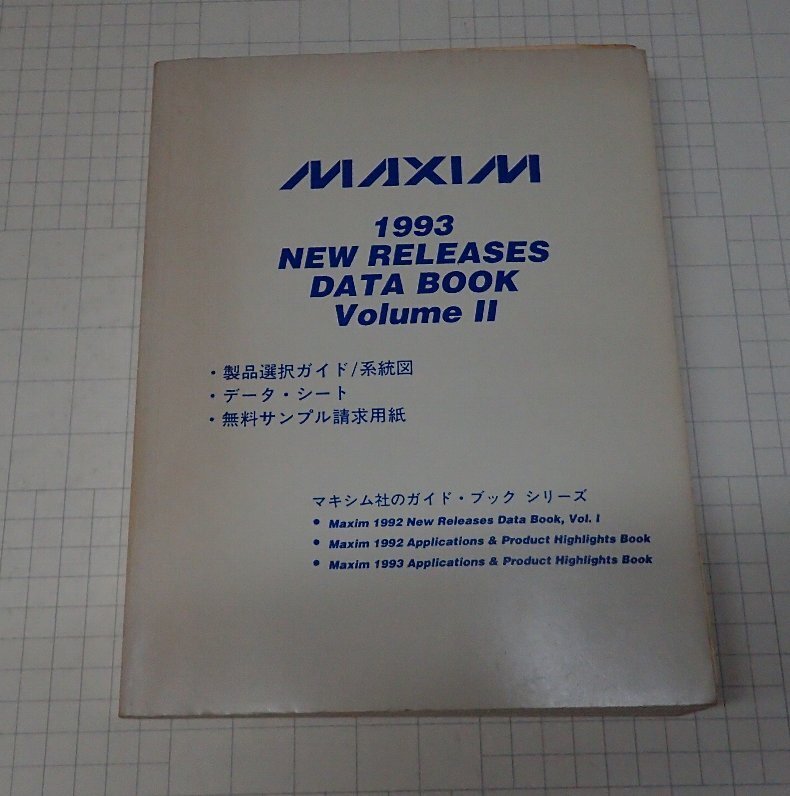 MAXIM
1993
NEW RELEASES
DATA BOOK
Volume II
・製品選択ガイド/系統図
・データ・シート
・無料サンプル請求用紙
マキシム社のガイド・ブック シリーズ
• Maxim 1992 New Releases Data Book, Vol. I
• Maxim 1992 Applications & Product Highlights Book
• Maxim 1993 Applications & Product Highlights Book